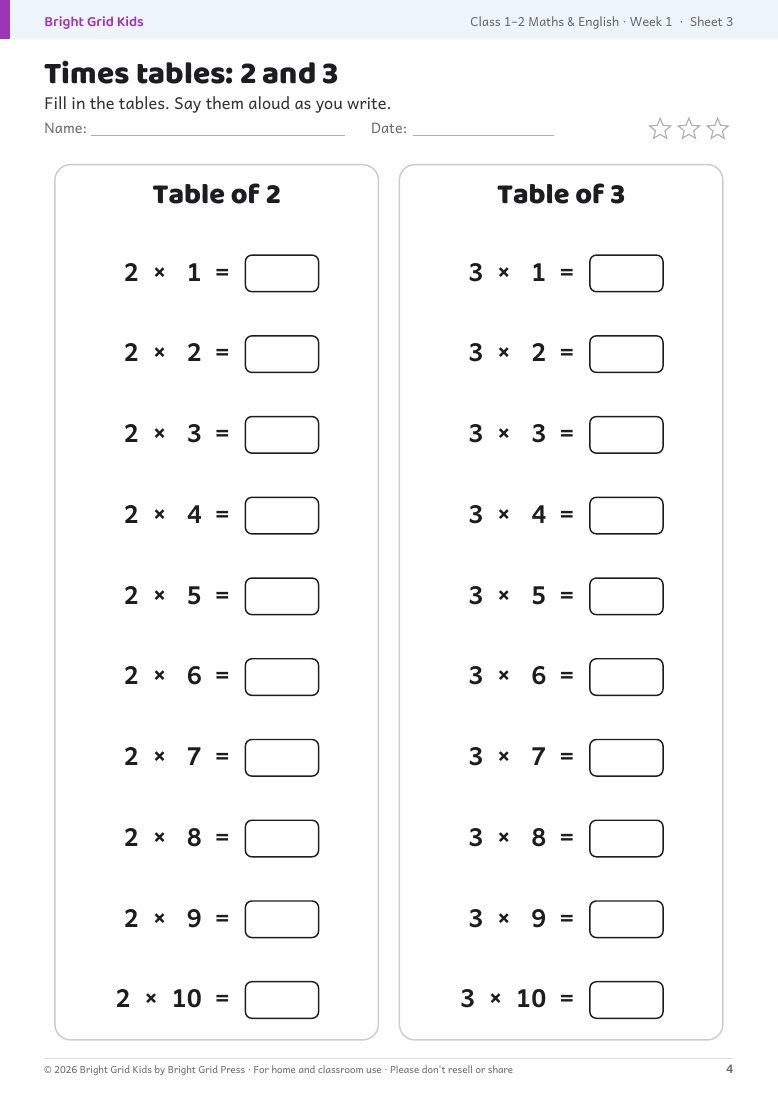 Bright Grid Kids
Class 1–2 Maths & English · Week 1 · Sheet 3
Times tables: 2 and 3
Fill in the tables. Say them aloud as you write.
Name: Date:
Table of 2
2 × 1 =
2 × 2 =
2 × 3 =
2 × 4 =
2 × 5 =
2 × 6 =
2 × 7 =
2 × 8 =
2 × 9 =
2 × 10 =
Table of 3
3 × 1 =
3 × 2 =
3 × 3 =
3 × 4 =
3 × 5 =
3 × 6 =
3 × 7 =
3 × 8 =
3 × 9 =
3 × 10 =
© 2026 Bright Grid Kids by Bright Grid Press · For home and classroom use · Please don't resell or share
4